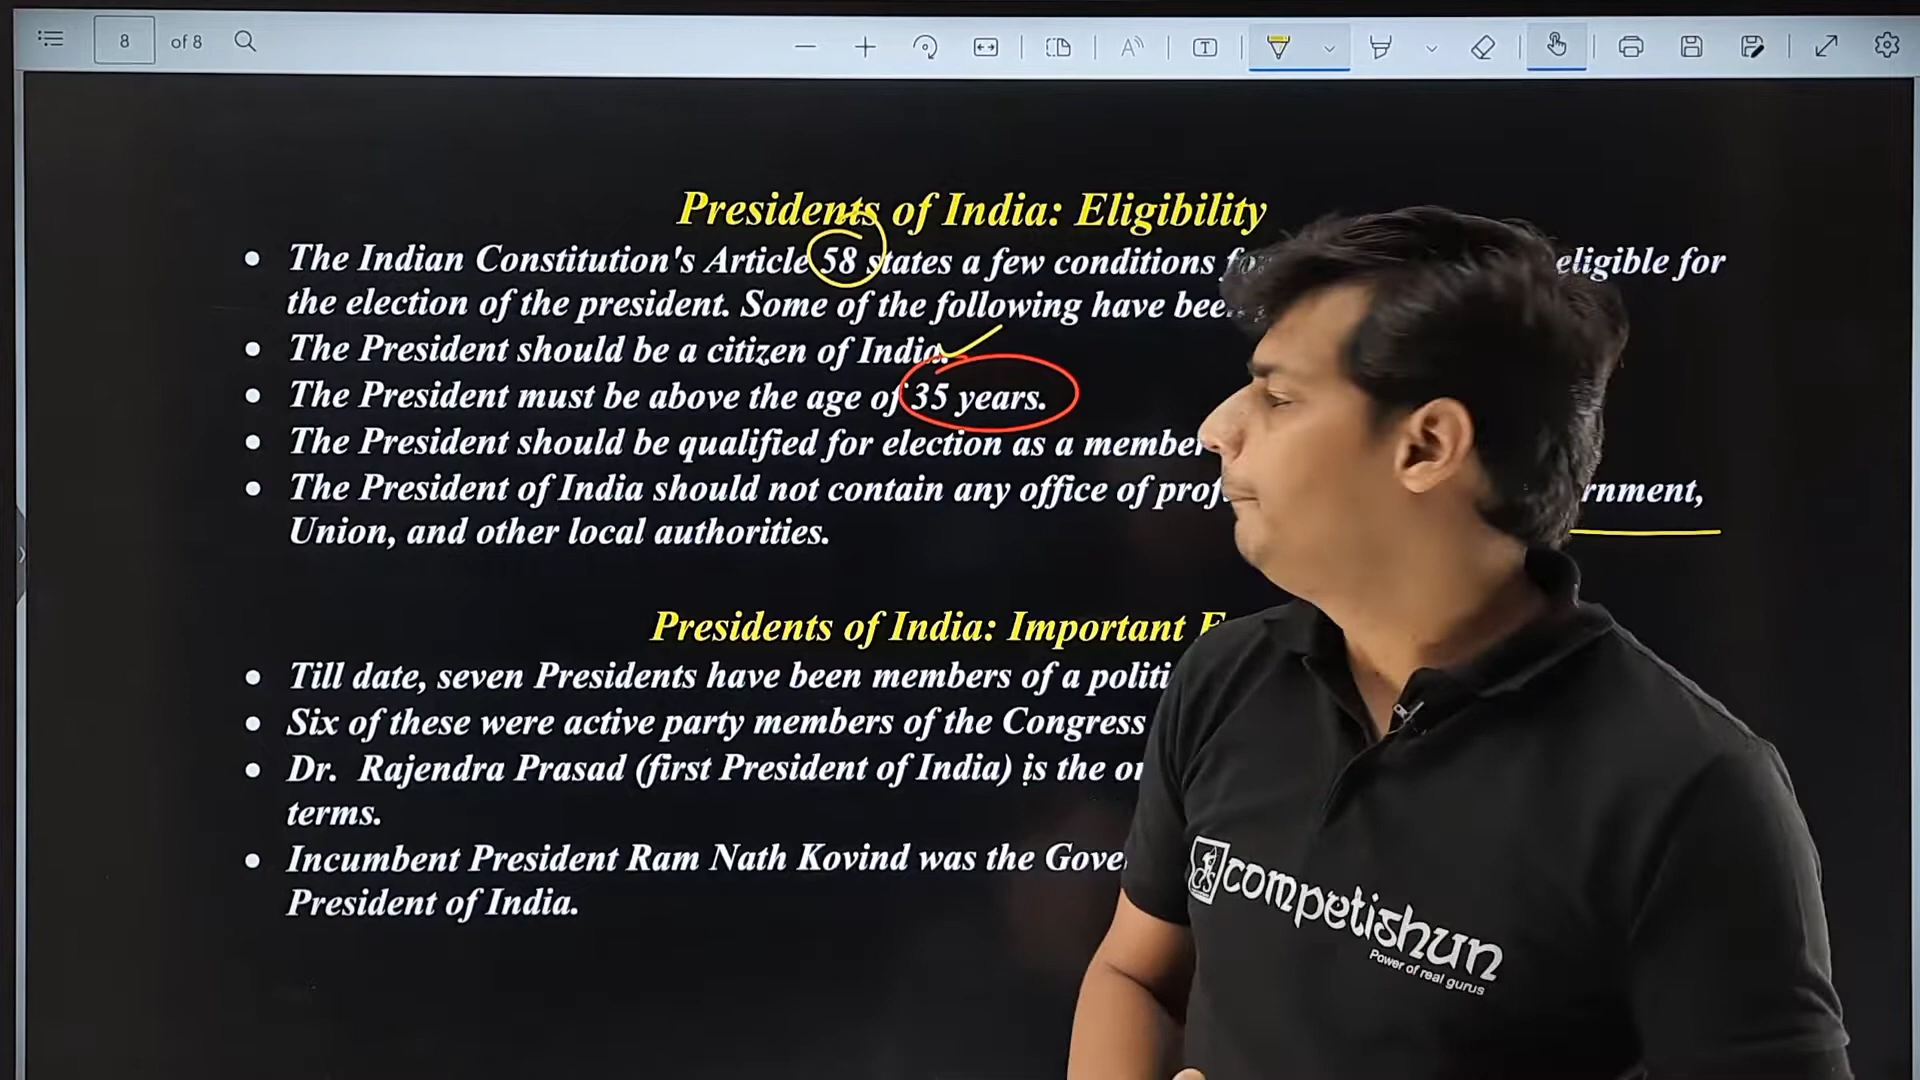 8 of 8
Presidents of India: Eligibility
The Indian Constitution's Article 58 states a few conditions eligible for
the election of the president. Some of the following have
The President should be a citizen of India.
The President must be above the age of 35 years.
The President should be qualified for election as a member
The President of India should not contain any office of
Union, and other local authorities.
Presidents of India: Important
Till date, seven Presidents have been members of a
Six of these were active party members of the Congress
Dr. Rajendra Prasad (first President of India) is the
terms.
Incumbent President Ram Nath Kovind was the
President of India.
competishun
Power of real gurus